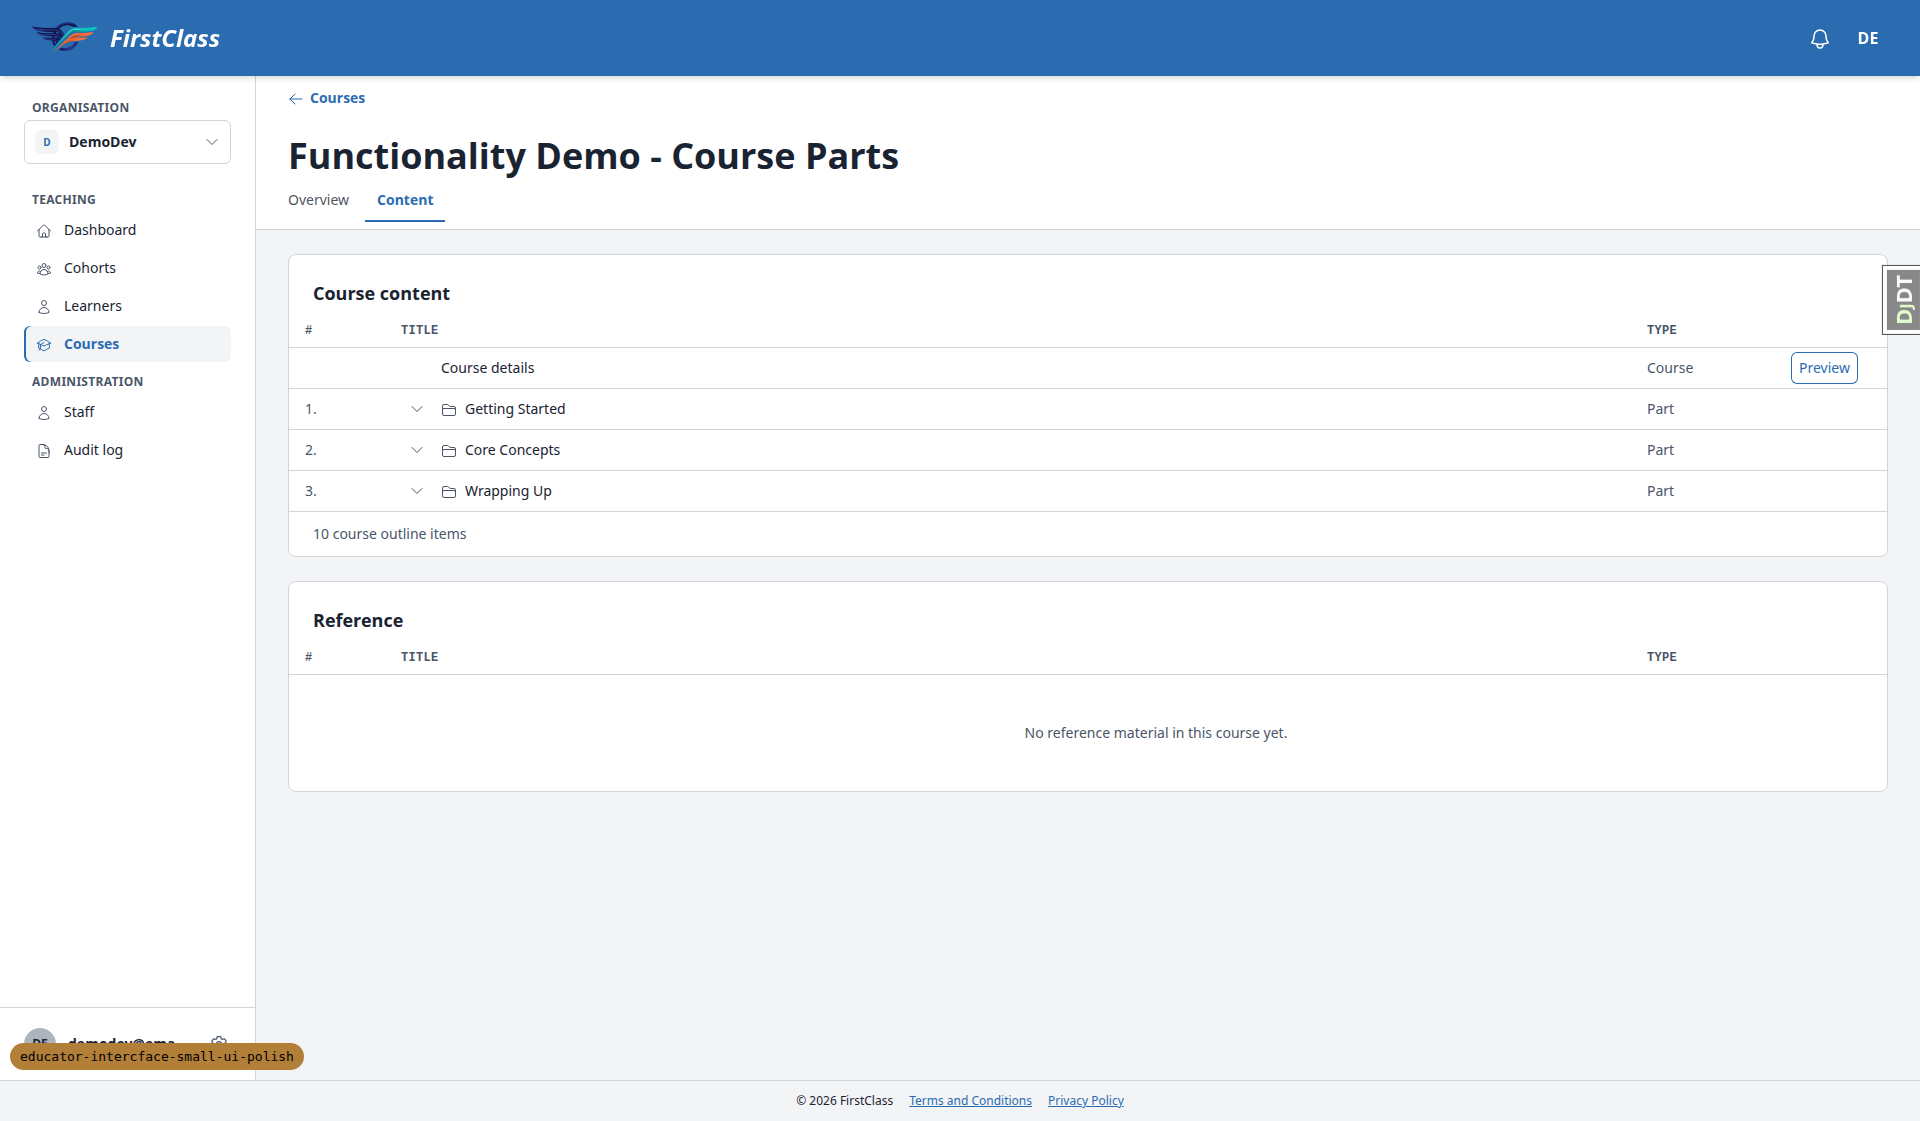 FirstClass
DE
ORGANISATION
D DemoDev
TEACHING
Dashboard
Cohorts
Learners
Courses
ADMINISTRATION
Staff
Audit log
Courses
Functionality Demo - Course Parts
Overview Content
Course content
# TITLE TYPE
Course details Course Preview
1. Getting Started Part
2. Core Concepts Part
3. Wrapping Up Part
10 course outline items
Reference
# TITLE TYPE
No reference material in this course yet.
DJDT
educator-intercface-small-ui-polish
© 2026 FirstClass Terms and Conditions Privacy Policy